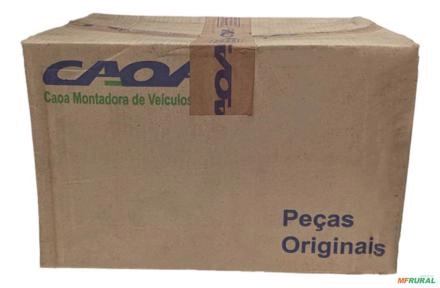 CAOA
Caoa Montadora de Veículos
Peças
Originais
MFRURAL